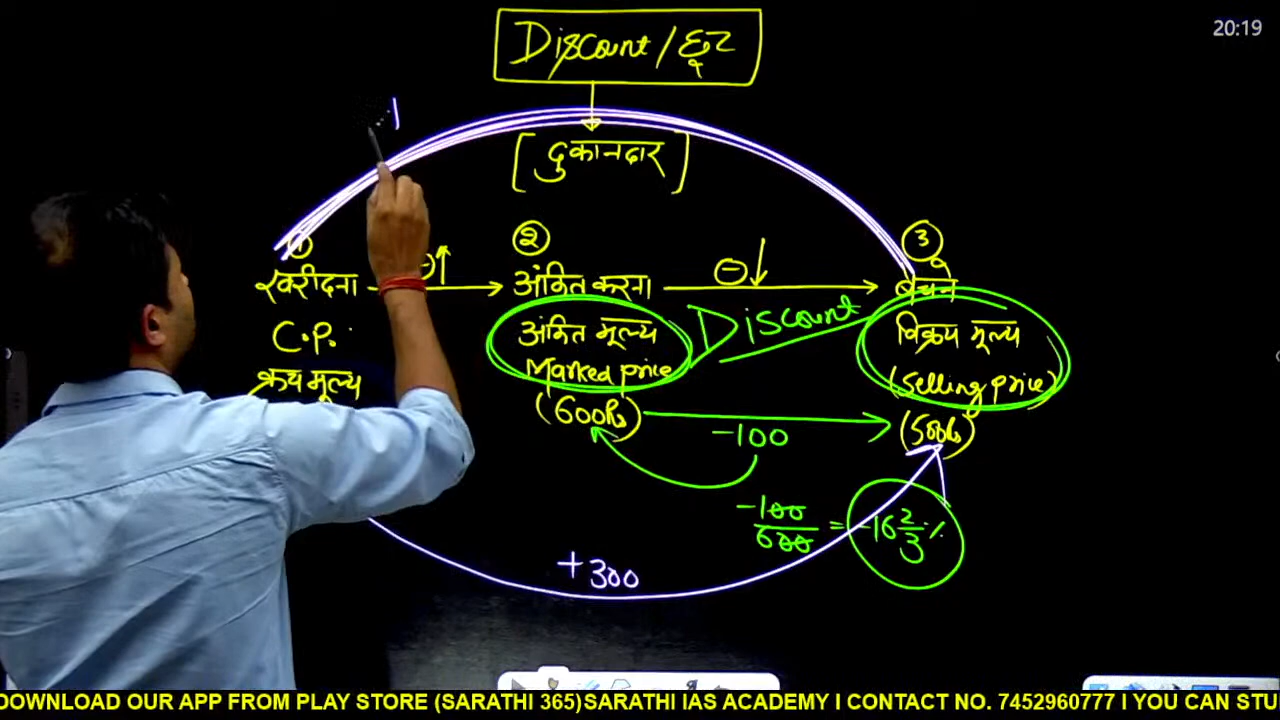 20:19
Discount / छूट
[दुकानदार]
① ② ③
खरीदना अंकित करना ⊖ बेचना
C.P. अंकित मूल्य Discount विक्रय मूल्य
क्रय मूल्य Marked price (Selling price)
(600Rs) -100 (500Rs)
-100/600 = -16 2/3 %
+300
DOWNLOAD OUR APP FROM PLAY STORE (SARATHI 365)SARATHI IAS ACADEMY I CONTACT NO. 7452960777 I YOU CAN STU